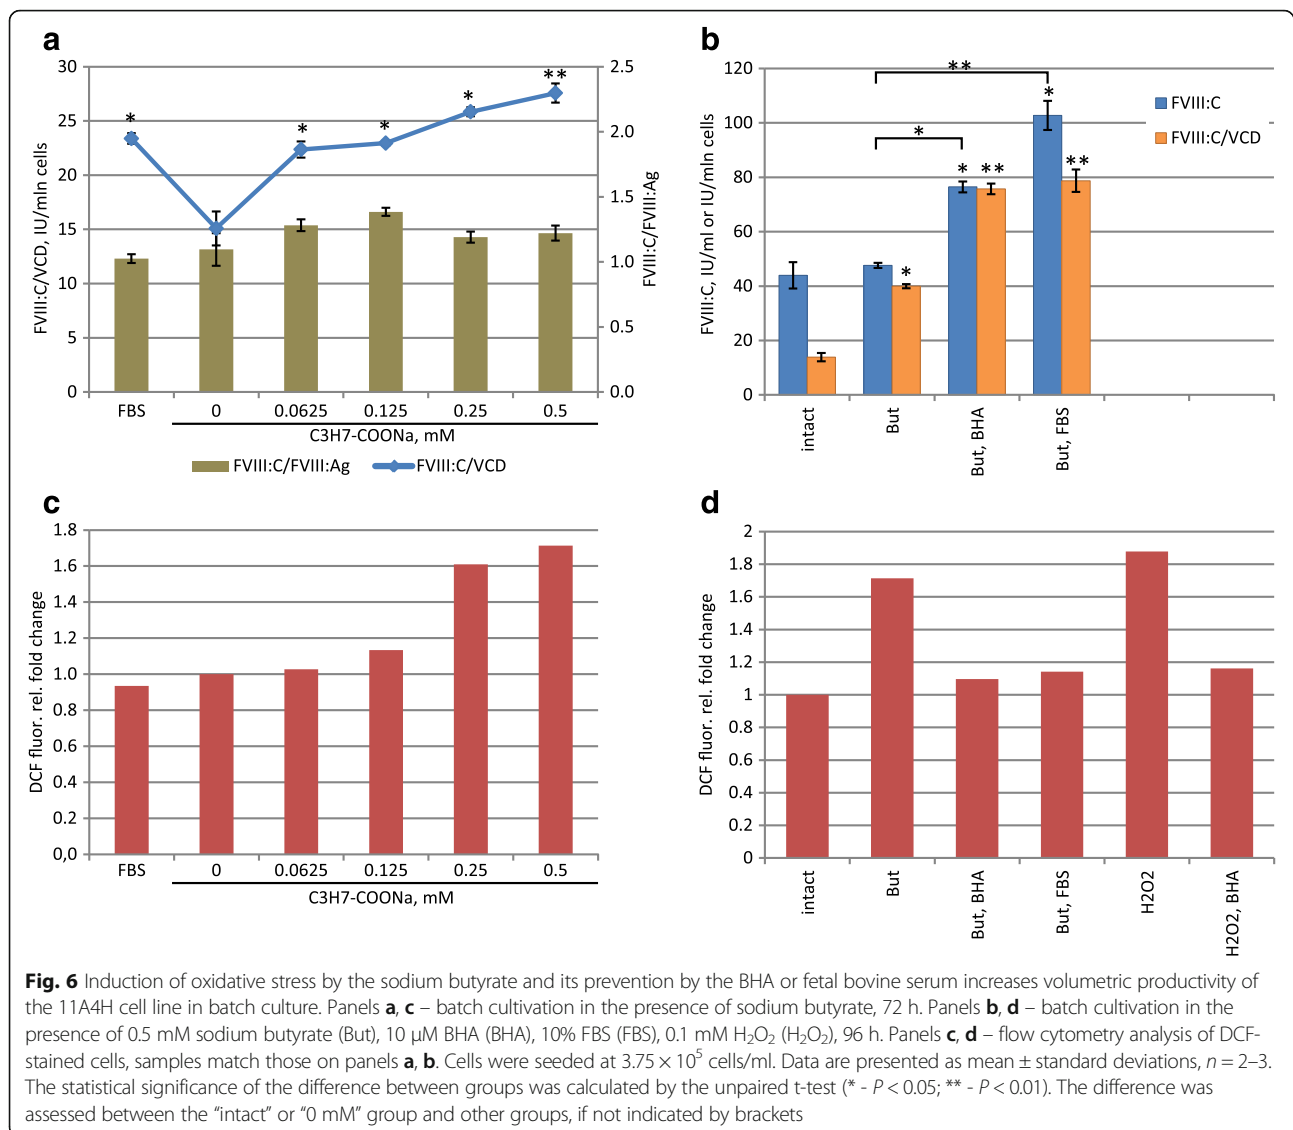 a
30
25
20
15
10
5
0
FVIII:C/VCD, IU/mln cells
2.5
2.0
1.5
1.0
0.5
0.0
FVIII:C/FVIII:Ag
*
*
*
*
**
FBS 0 0.0625 0.125 0.25 0.5
C3H7-COONa, mM
FVIII:C/FVIII:Ag FVIII:C/VCD
b
120
100
80
60
40
20
0
FVIII:C, IU/ml or IU/mln cells
**
*
*
*
**
*
**
FVIII:C
FVIII:C/VCD
intact
But
But, BHA
But, FBS
c
1.8
1.6
1.4
1.2
1.0
0.8
0.6
0.4
0.2
0,0
DCF fluor. rel. fold change
FBS 0 0.0625 0.125 0.25 0.5
C3H7-COONa, mM
d
2
1.8
1.6
1.4
1.2
1
0.8
0.6
0.4
0.2
0
DCF fluor. rel. fold change
intact
But
But, BHA
But, FBS
H2O2
H2O2, BHA
Fig. 6 Induction of oxidative stress by the sodium butyrate and its prevention by the BHA or fetal bovine serum increases volumetric productivity of
the 11A4H cell line in batch culture. Panels a, c – batch cultivation in the presence of sodium butyrate, 72 h. Panels b, d – batch cultivation in the
presence of 0.5 mM sodium butyrate (But), 10 μM BHA (BHA), 10% FBS (FBS), 0.1 mM H₂O₂ (H₂O₂), 96 h. Panels c, d – flow cytometry analysis of DCF-
stained cells, samples match those on panels a, b. Cells were seeded at 3.75 × 10⁵ cells/ml. Data are presented as mean ± standard deviations, n = 2–3.
The statistical significance of the difference between groups was calculated by the unpaired t-test (* - P < 0.05; ** - P < 0.01). The difference was
assessed between the “intact” or “0 mM” group and other groups, if not indicated by brackets